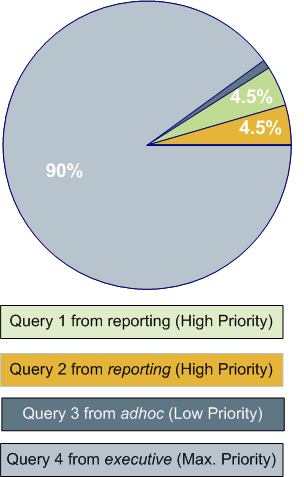 4.5%
4.5%
90%
Query 1 from reporting (High Priority)
Query 2 from reporting (High Priority)
Query 3 from adhoc (Low Priority)
Query 4 from executive (Max. Priority)